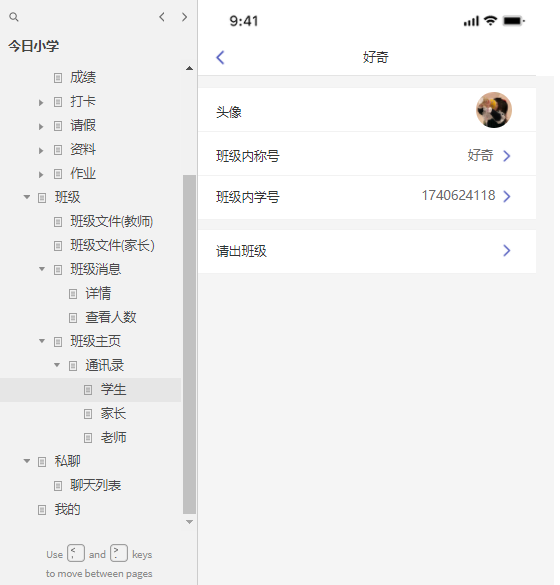 今日小学
成绩
打卡
请假
资料
作业
班级
班级文件(教师)
班级文件(家长)
班级消息
详情
查看人数
班级主页
通讯录
学生
家长
老师
私聊
聊天列表
我的
Use < , and > . keys
to move between pages
9:41
好奇
头像
班级内称号 好奇
班级内学号 1740624118
请出班级